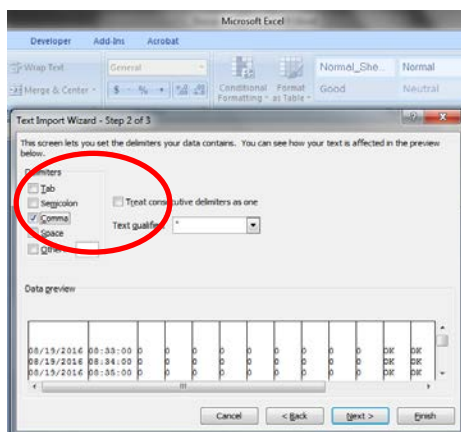 Microsoft Excel
Developer Add-Ins Acrobat
Wrap Text General Normal_She... Normal
Merge & Center $ % , Conditional Formatting Format as Table Good Neutral
Text Import Wizard - Step 2 of 3
This screen lets you set the delimiters your data contains. You can see how your text is affected in the preview
below.
Delimiters
Tab
Semicolon Treat consecutive delimiters as one
Comma
Space Text qualifier: "
Other:
Data preview
08/19/2016 08:33:00 0 0 0 0 0 0 0 0 0 OK OK
08/19/2016 08:34:00 0 0 0 0 0 0 0 0 0 OK OK
08/19/2016 08:35:00 0 0 0 0 0 0 0 0 0 OK OK
Cancel < Back Next > Finish